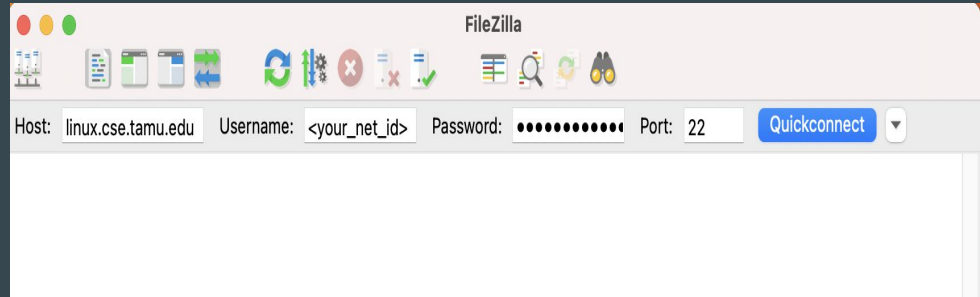 FileZilla
Host: linux.cse.tamu.edu Username: <your_net_id> Password: ●●●●●●●●●●●● Port: 22 Quickconnect